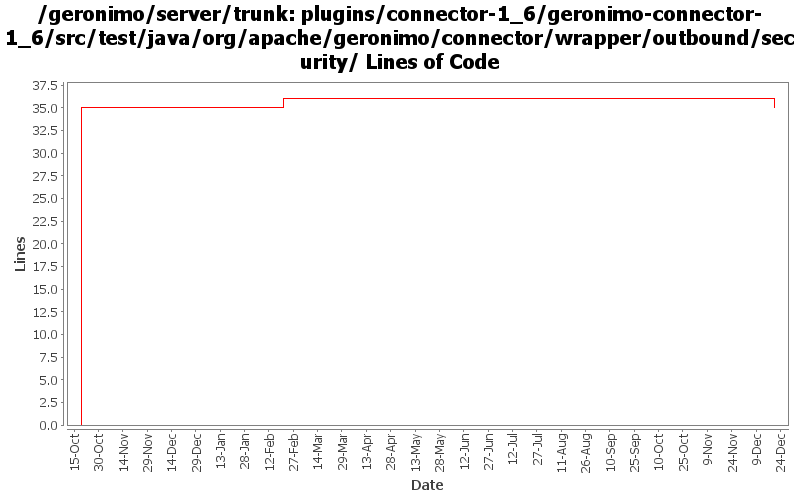 /geronimo/server/trunk: plugins/connector-1_6/geronimo-connector-
1_6/src/test/java/org/apache/geronimo/connector/wrapper/outbound/sec
urity/ Lines of Code
37.5
35.0
32.5
30.0
27.5
25.0
22.5
20.0
17.5
15.0
12.5
10.0
7.5
5.0
2.5
0.0
Lines
15-Oct
30-Oct
14-Nov
29-Nov
14-Dec
29-Dec
13-Jan
28-Jan
12-Feb
27-Feb
14-Mar
29-Mar
13-Apr
28-Apr
13-May
28-May
12-Jun
27-Jun
12-Jul
27-Jul
11-Aug
26-Aug
10-Sep
25-Sep
10-Oct
25-Oct
9-Nov
24-Nov
9-Dec
24-Dec
Date